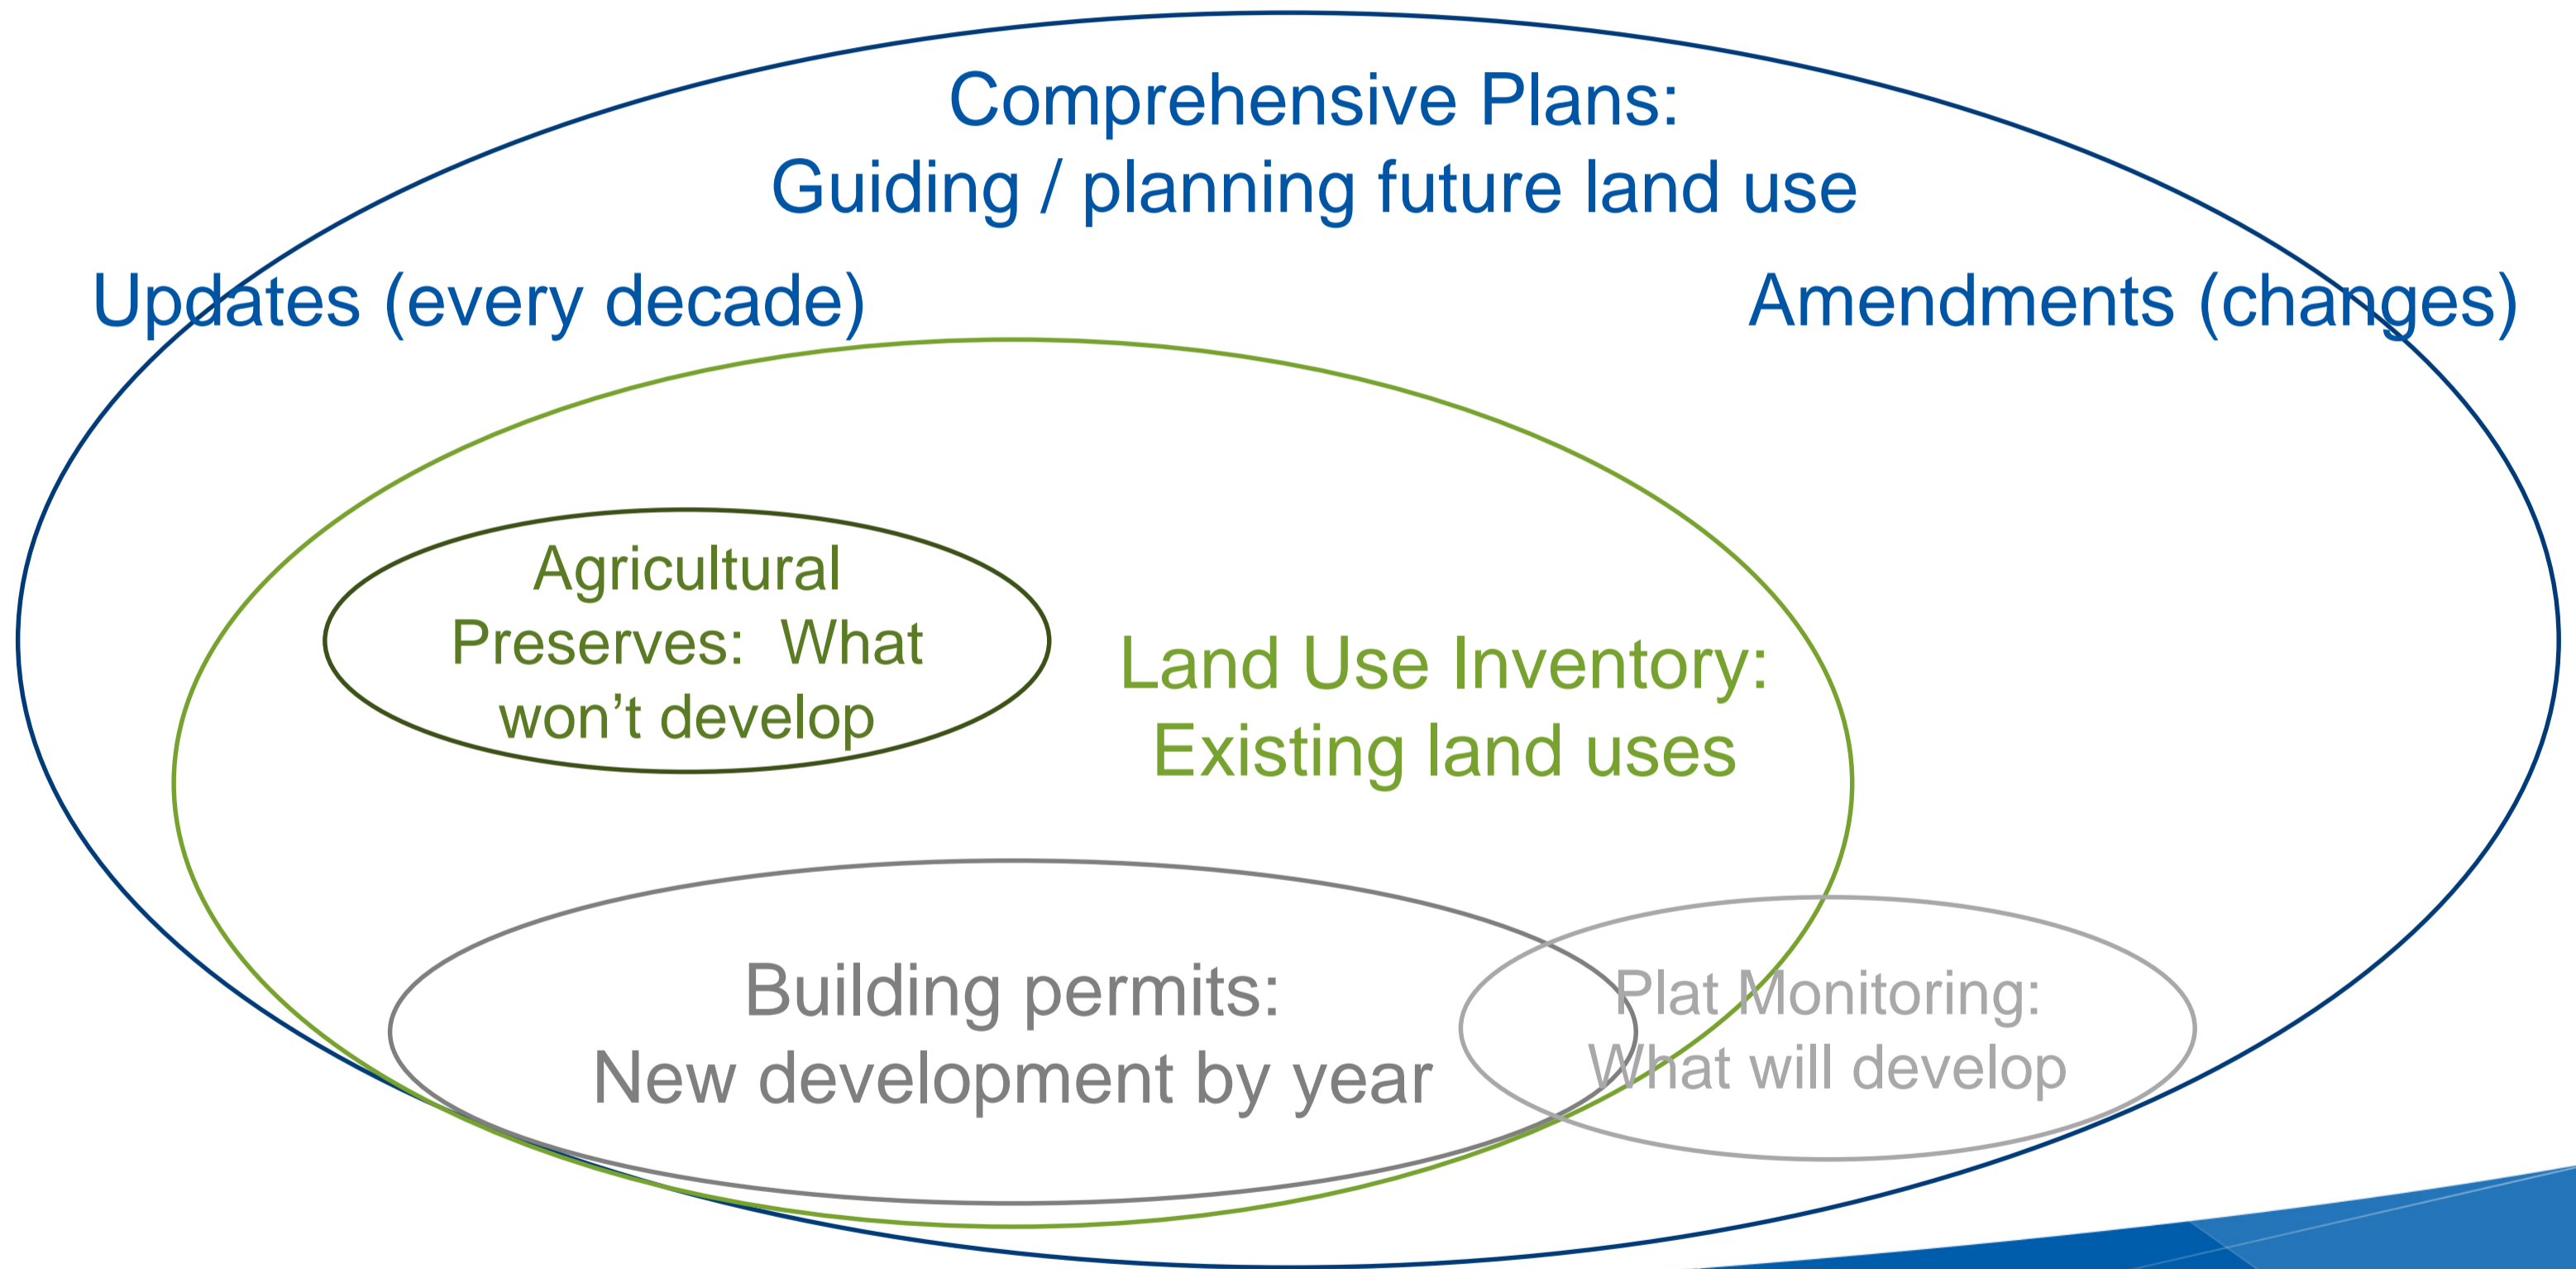 Comprehensive Plans:
Guiding / planning future land use
Updates (every decade)
Amendments (changes)
Agricultural
Preserves:  What
won’t develop
Land Use Inventory:
Existing land uses
Building permits:
New development by year
Plat Monitoring:
What will develop